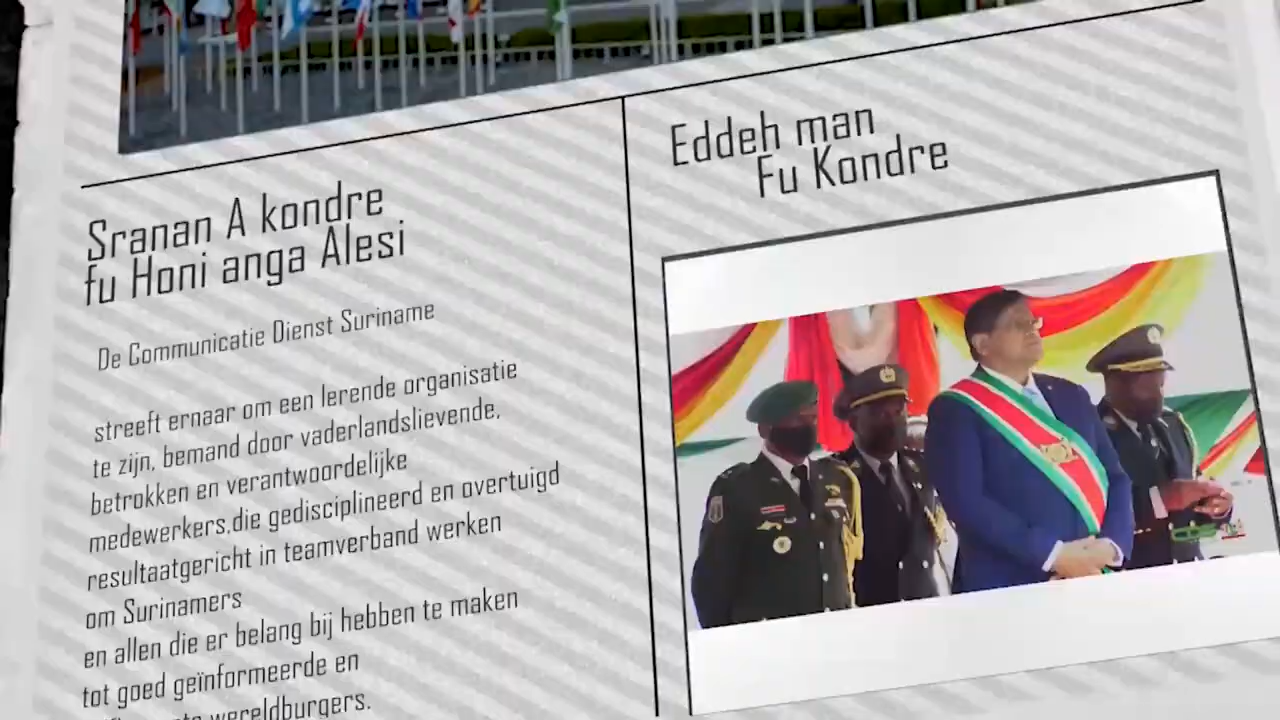 Sranan A kondre
fu Honi anga Alesi
De Communicatie Dienst Suriname
streeft ernaar om een lerende organisatie
te zijn, bemand door vaderlandslievende,
betrokken en verantwoordelijke
medewerkers,die gedisciplineerd en overtuigd
resultaatgericht in teamverband werken
om Surinamers
en allen die er belang bij hebben te maken
tot goed geïnformeerde en
wereldburgers.
Eddeh man
Fu Kondre